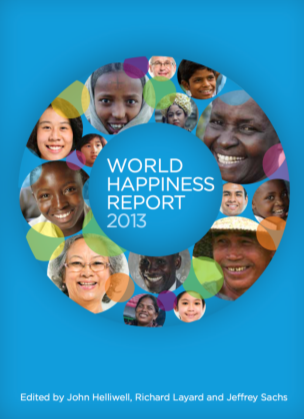 WORLD
HAPPINESS
REPORT
2013
Edited by John Helliwell, Richard Layard and Jeffrey Sachs